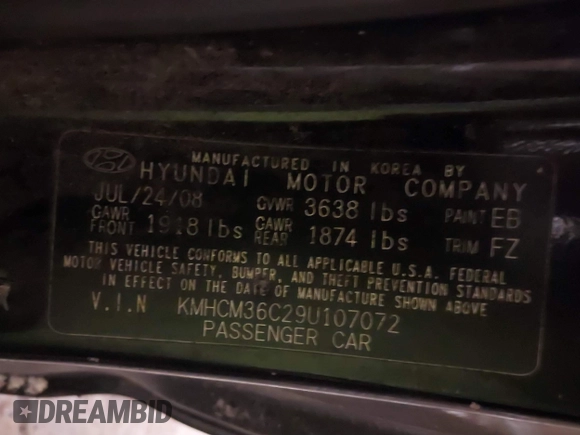 MANUFACTURED IN KOREA BY
HYUNDAI MOTOR COMPANY
JUL/24/08 GVWR 3638 lbs PAINT EB
GAWR FRONT 1918 lbs GAWR REAR 1874 lbs TRIM FZ
THIS VEHICLE CONFORMS TO ALL APPLICABLE U.S.A. FEDERAL
MOTOR VEHICLE SAFETY, BUMPER, AND THEFT PREVENTION STANDARDS
IN EFFECT ON THE DATE OF MANUFACTURE SHOWN ABOVE
V.I.N KMHCM36C29U107072
PASSENGER CAR
DREAMBID